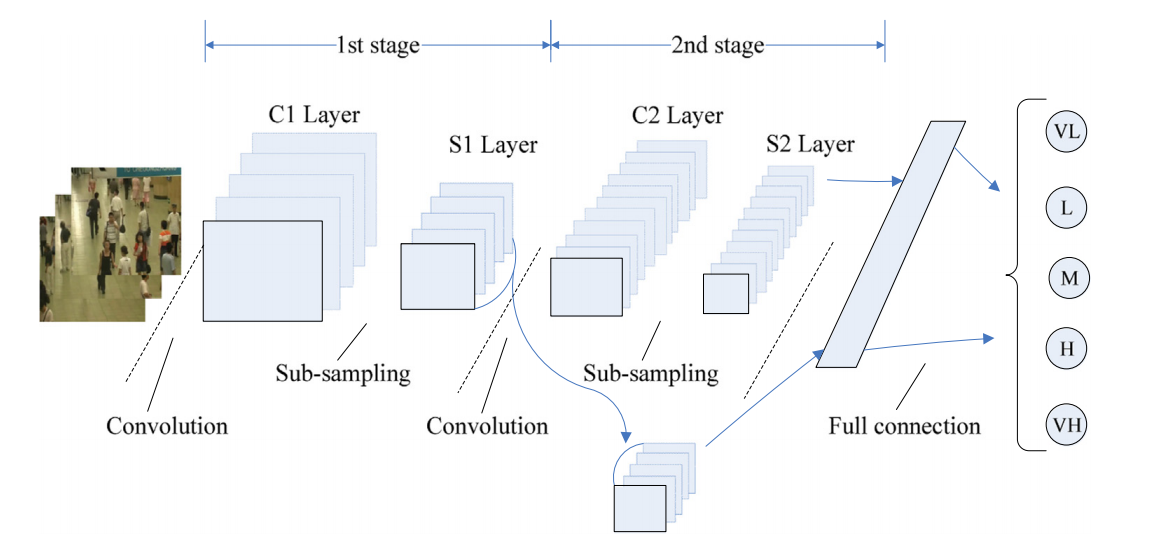 1st stage
2nd stage
C1 Layer
S1 Layer
C2 Layer
S2 Layer
VL
L
M
H
VH
Sub-sampling
Sub-sampling
Convolution
Convolution
Full connection